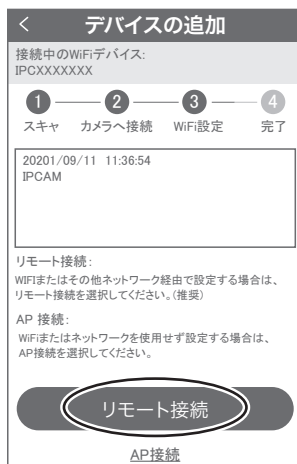 < デバイスの追加
接続中のWiFiデバイス:
IPCXXXXXXX
1 2 3 4
スキャ カメラへ接続 WiFi設定 完了
20201/09/11 11:36:54
IPCAM
リモート接続:
WIFIまたはその他ネットワーク経由で設定する場合は、
リモート接続を選択してください。(推奨)
AP 接続:
WiFiまたはネットワークを使用せず設定する場合は、
AP接続を選択してください。
リモート接続
AP接続